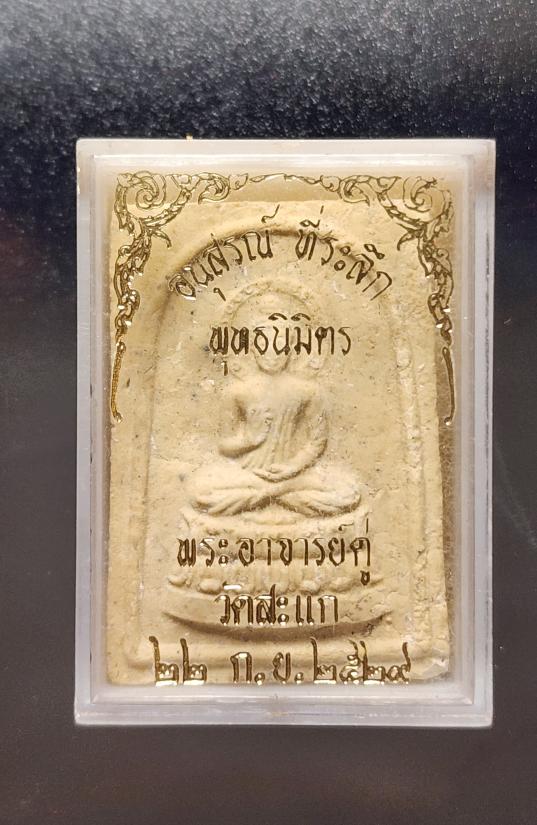 อนุสรณ์ ที่ระลึก
พุทธนิมิตร
พระอาจารย์คู่
วัดสะแก
๒๒ ก.ย. ๒๕๒๙